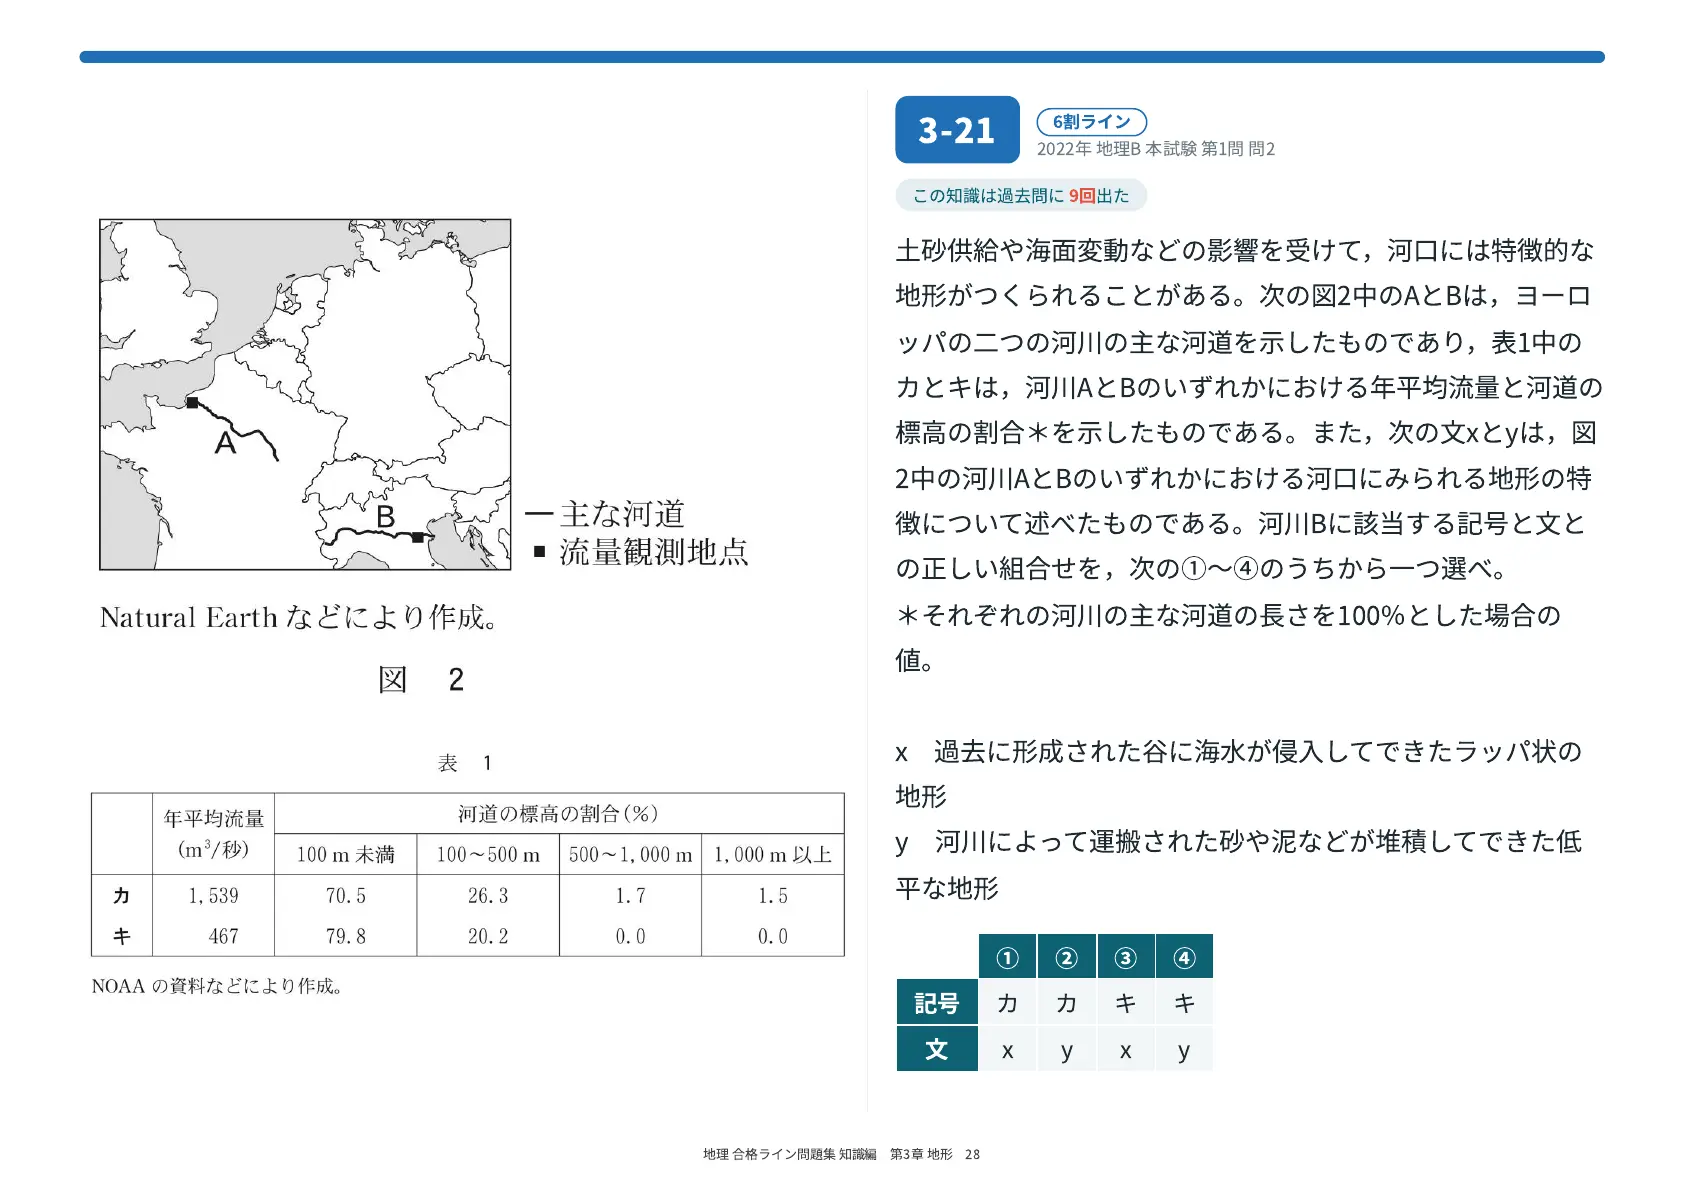 A
B
主な河道
■ 流量観測地点
Natural Earth などにより作成。
図 2
表 1
年平均流量 (m³/秒) 河道の標高の割合(%)
100 m 未満 100～500 m 500～1,000 m 1,000 m 以上
カ 1,539 70.5 26.3 1.7 1.5
キ 467 79.8 20.2 0.0 0.0
NOAA の資料などにより作成。
3-21
6割ライン
2022年 地理B 本試験 第1問 問2
この知識は過去問に 9回出た
土砂供給や海面変動などの影響を受けて，河口には特徴的な
地形がつくられることがある。次の図2中のAとBは，ヨーロ
ッパの二つの河川の主な河道を示したものであり，表1中の
カとキは，河川AとBのいずれかにおける年平均流量と河道の
標高の割合＊を示したものである。また，次の文xとyは，図
2中の河川AとBのいずれかにおける河口にみられる地形の特
徴について述べたものである。河川Bに該当する記号と文と
の正しい組合せを，次の①～④のうちから一つ選べ。
＊それぞれの河川の主な河道の長さを100％とした場合の
値。
x 過去に形成された谷に海水が侵入してできたラッパ状の
地形
y 河川によって運搬された砂や泥などが堆積してできた低
平な地形
① ② ③ ④
記号 カ カ キ キ
文 x y x y
地理 合格ライン問題集 知識編 第3章 地形 28